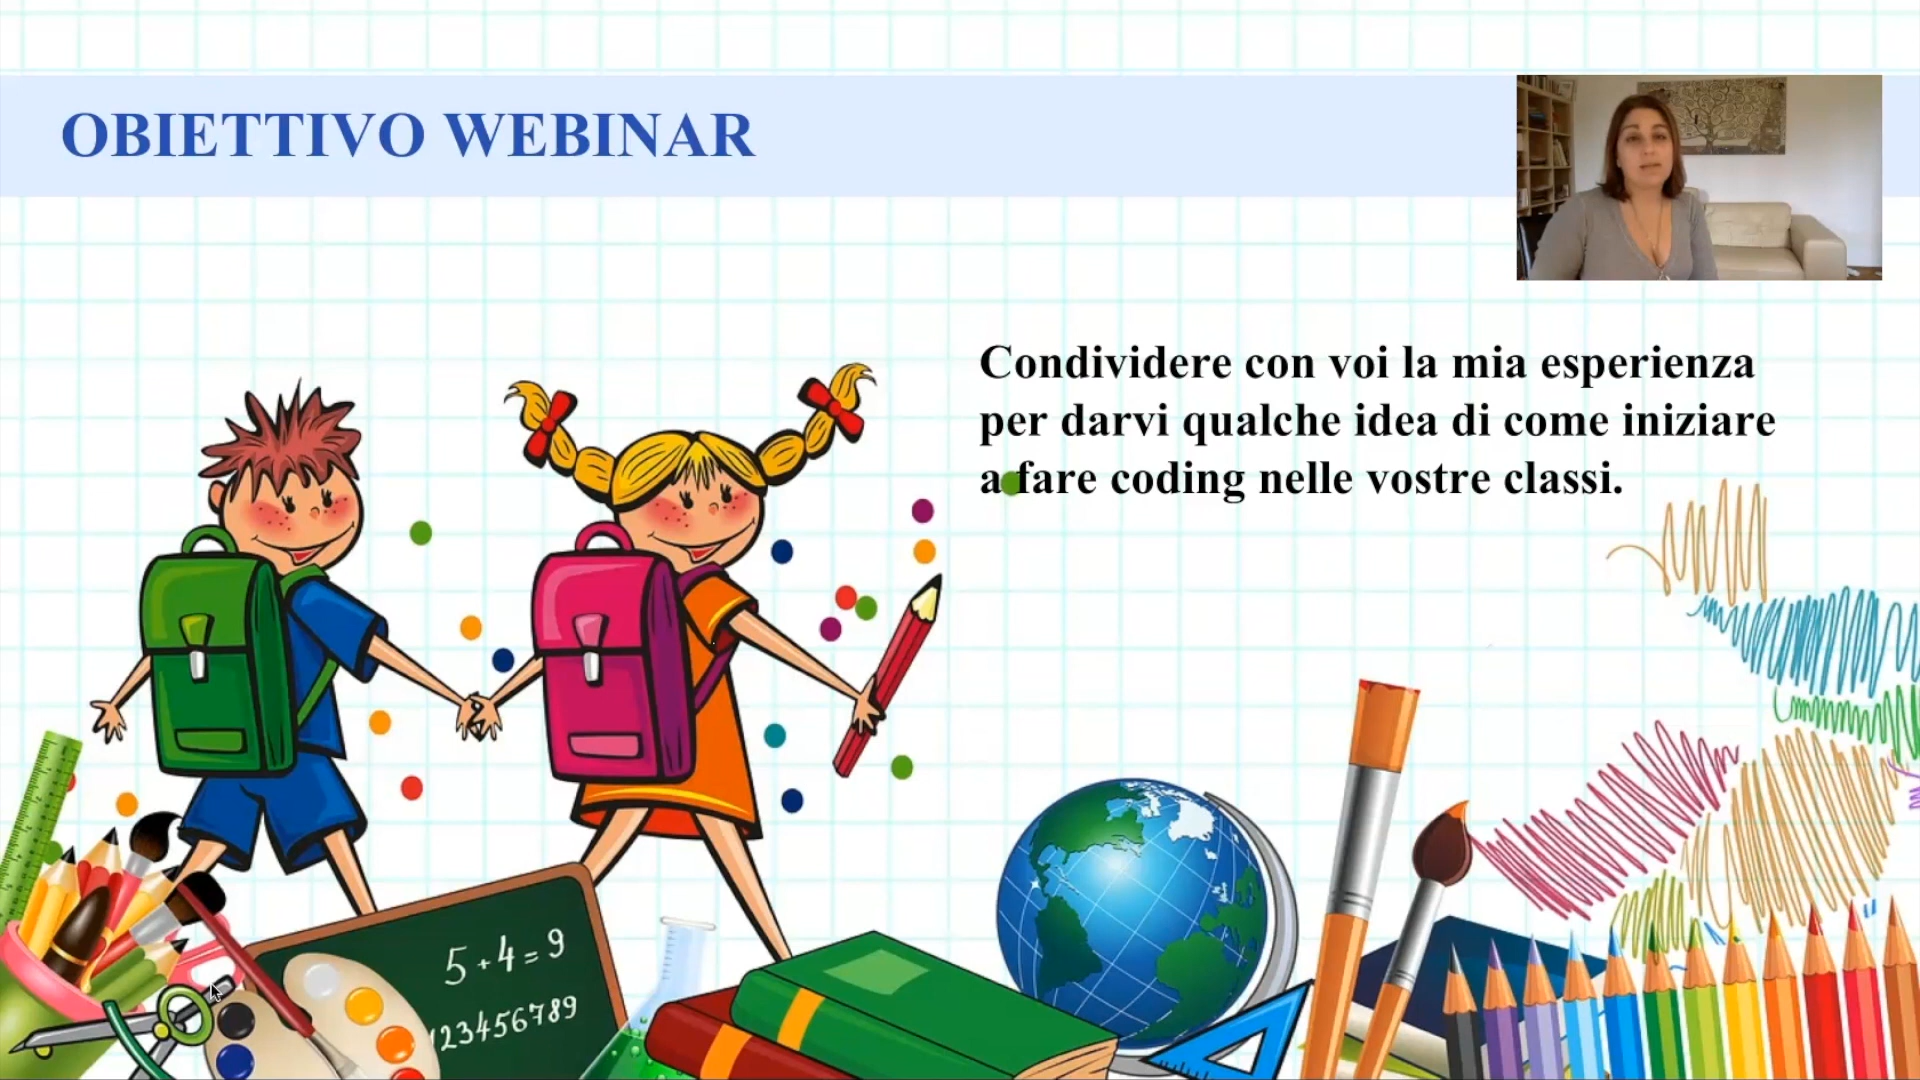 OBIETTIVO WEBINAR
Condividere con voi la mia esperienza
per darvi qualche idea di come iniziare
a fare coding nelle vostre classi.
5+4=9
123456789